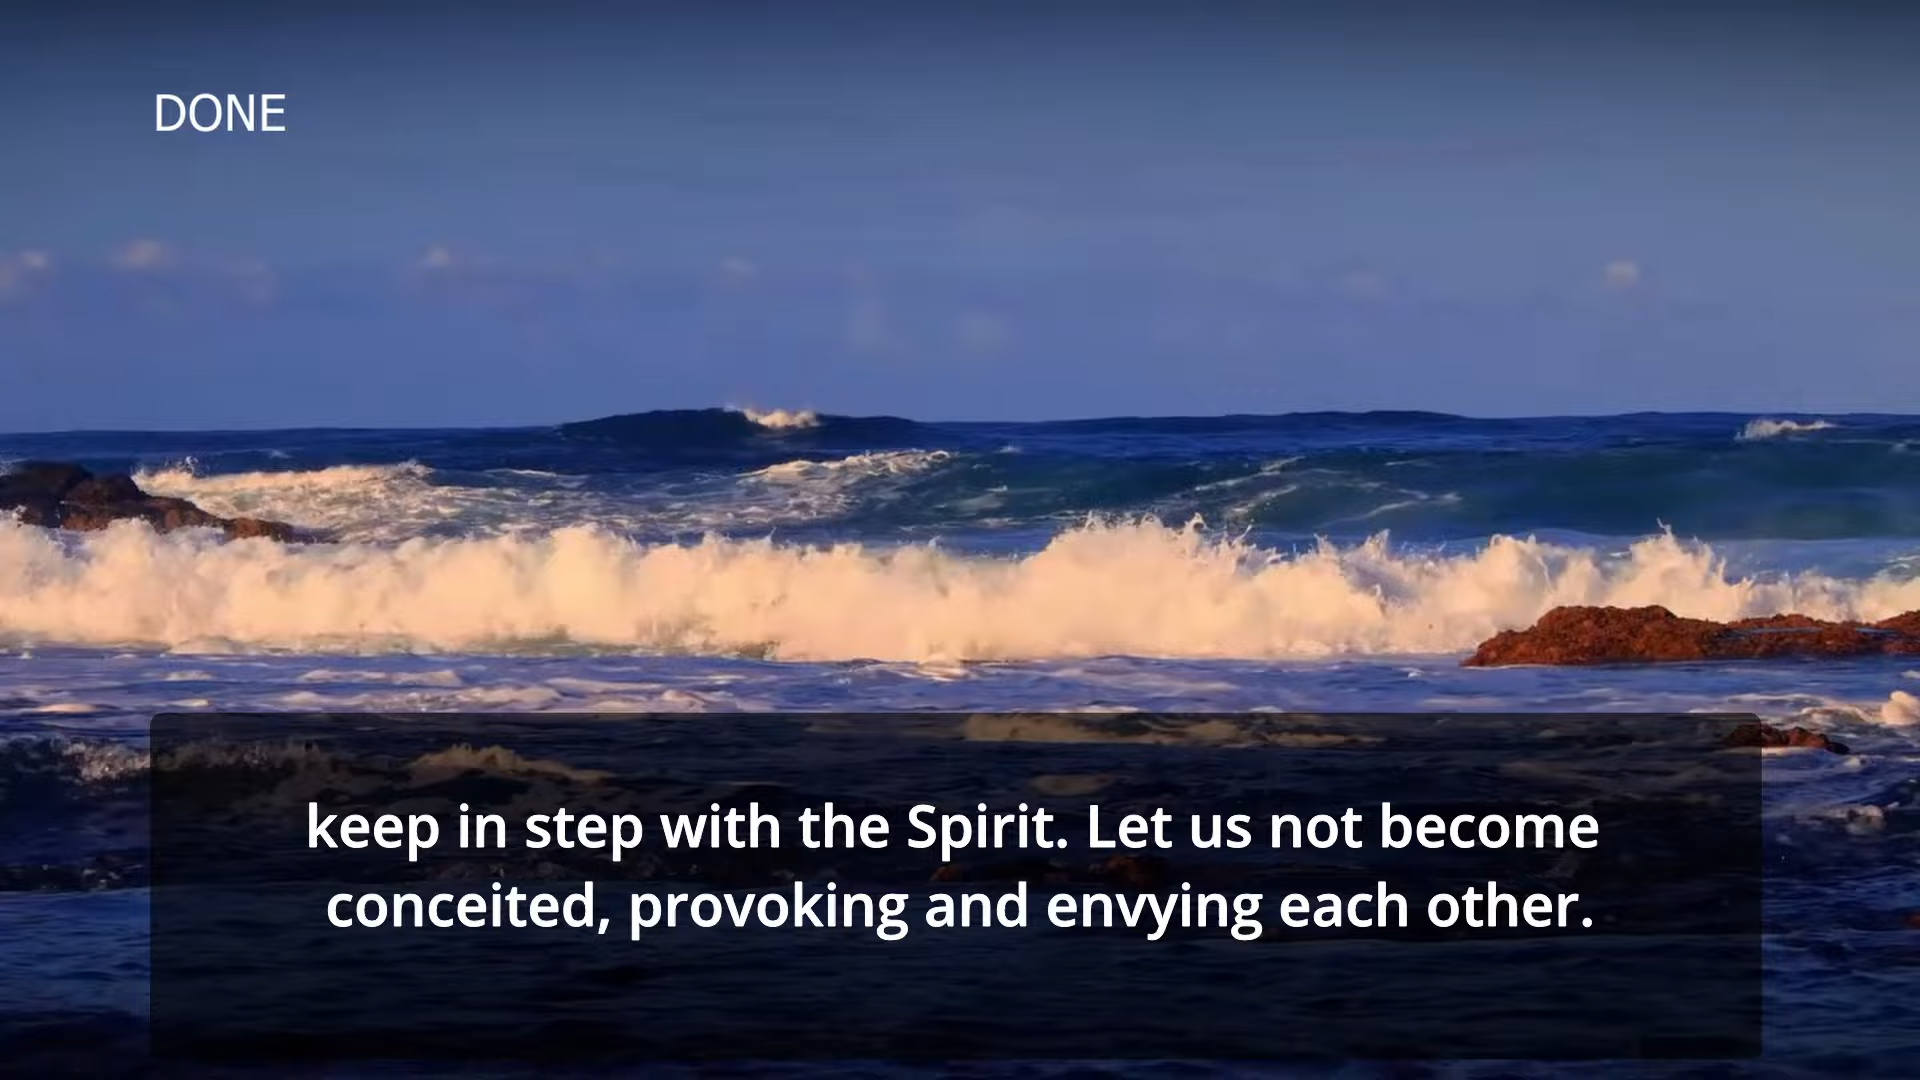 DONE
keep in step with the Spirit. Let us not become
conceited, provoking and envying each other.